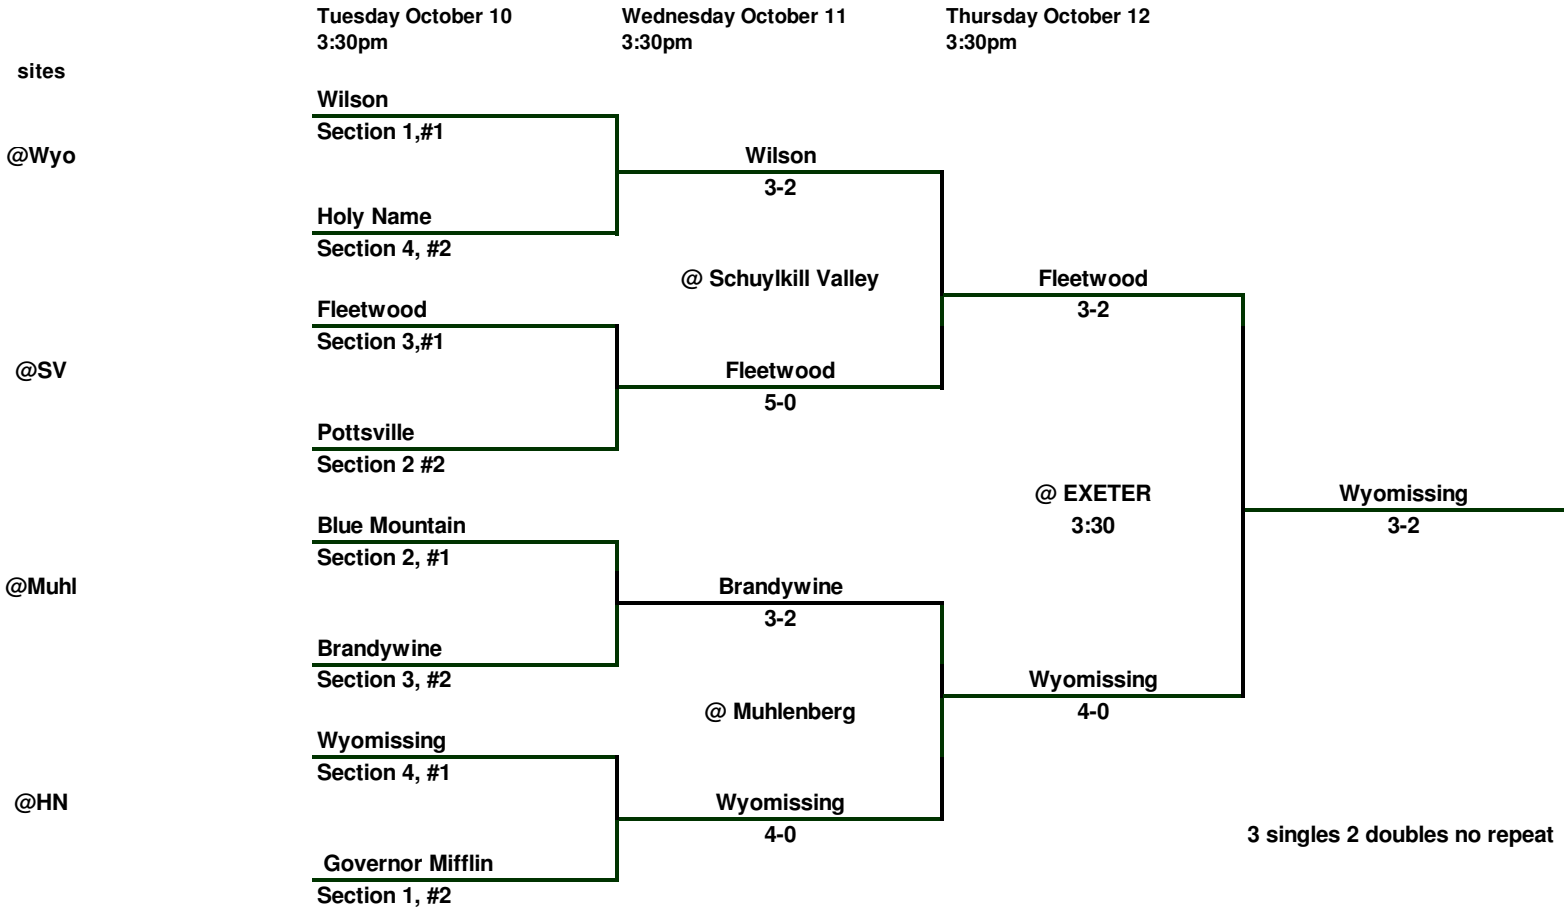 Tuesday October 10
3:30pm
Wednesday October 11
3:30pm
Thursday October 12
3:30pm
sites
Wilson
Section 1,#1
@Wyo
Wilson
3-2
Holy Name
Section 4, #2
@ Schuylkill Valley
Fleetwood
3-2
Fleetwood
Section 3,#1
@SV
Fleetwood
5-0
Pottsville
Section 2 #2
@ EXETER
3:30
Wyomissing
3-2
Blue Mountain
Section 2, #1
@Muhl
Brandywine
3-2
Brandywine
Section 3, #2
@ Muhlenberg
Wyomissing
4-0
Wyomissing
Section 4, #1
@HN
Wyomissing
4-0
3 singles 2 doubles no repeat
Governor Mifflin
Section 1, #2